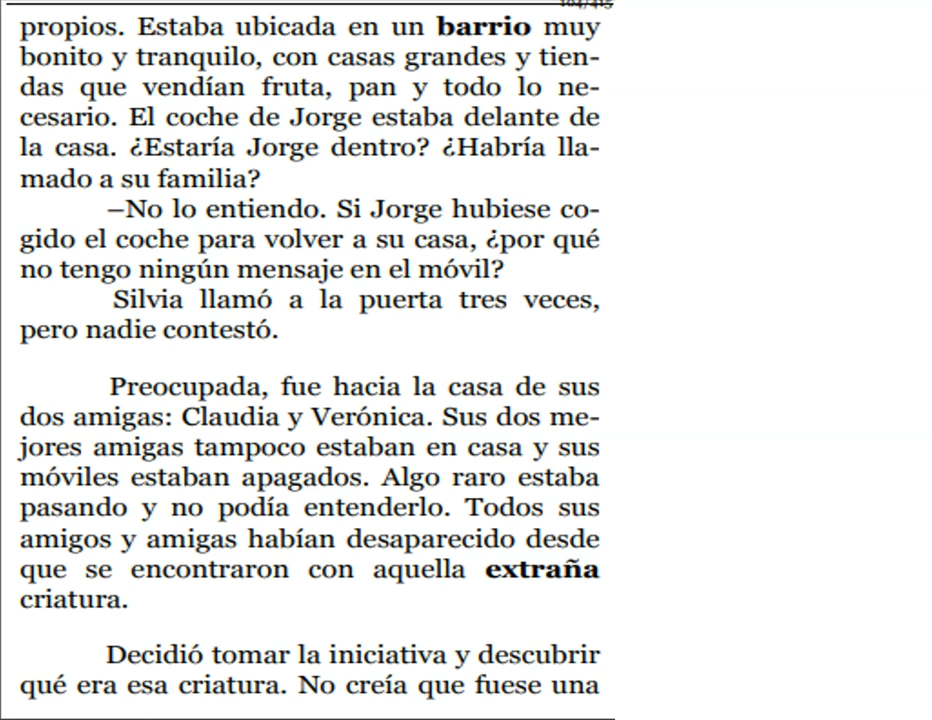 104/415
propios. Estaba ubicada en un barrio muy
bonito y tranquilo, con casas grandes y tien-
das que vendían fruta, pan y todo lo ne-
cesario. El coche de Jorge estaba delante de
la casa. ¿Estaría Jorge dentro? ¿Habría lla-
mado a su familia?
–No lo entiendo. Si Jorge hubiese co-
gido el coche para volver a su casa, ¿por qué
no tengo ningún mensaje en el móvil?
Silvia llamó a la puerta tres veces,
pero nadie contestó.
Preocupada, fue hacia la casa de sus
dos amigas: Claudia y Verónica. Sus dos me-
jores amigas tampoco estaban en casa y sus
móviles estaban apagados. Algo raro estaba
pasando y no podía entenderlo. Todos sus
amigos y amigas habían desaparecido desde
que se encontraron con aquella extraña
criatura.
Decidió tomar la iniciativa y descubrir
qué era esa criatura. No creía que fuese una